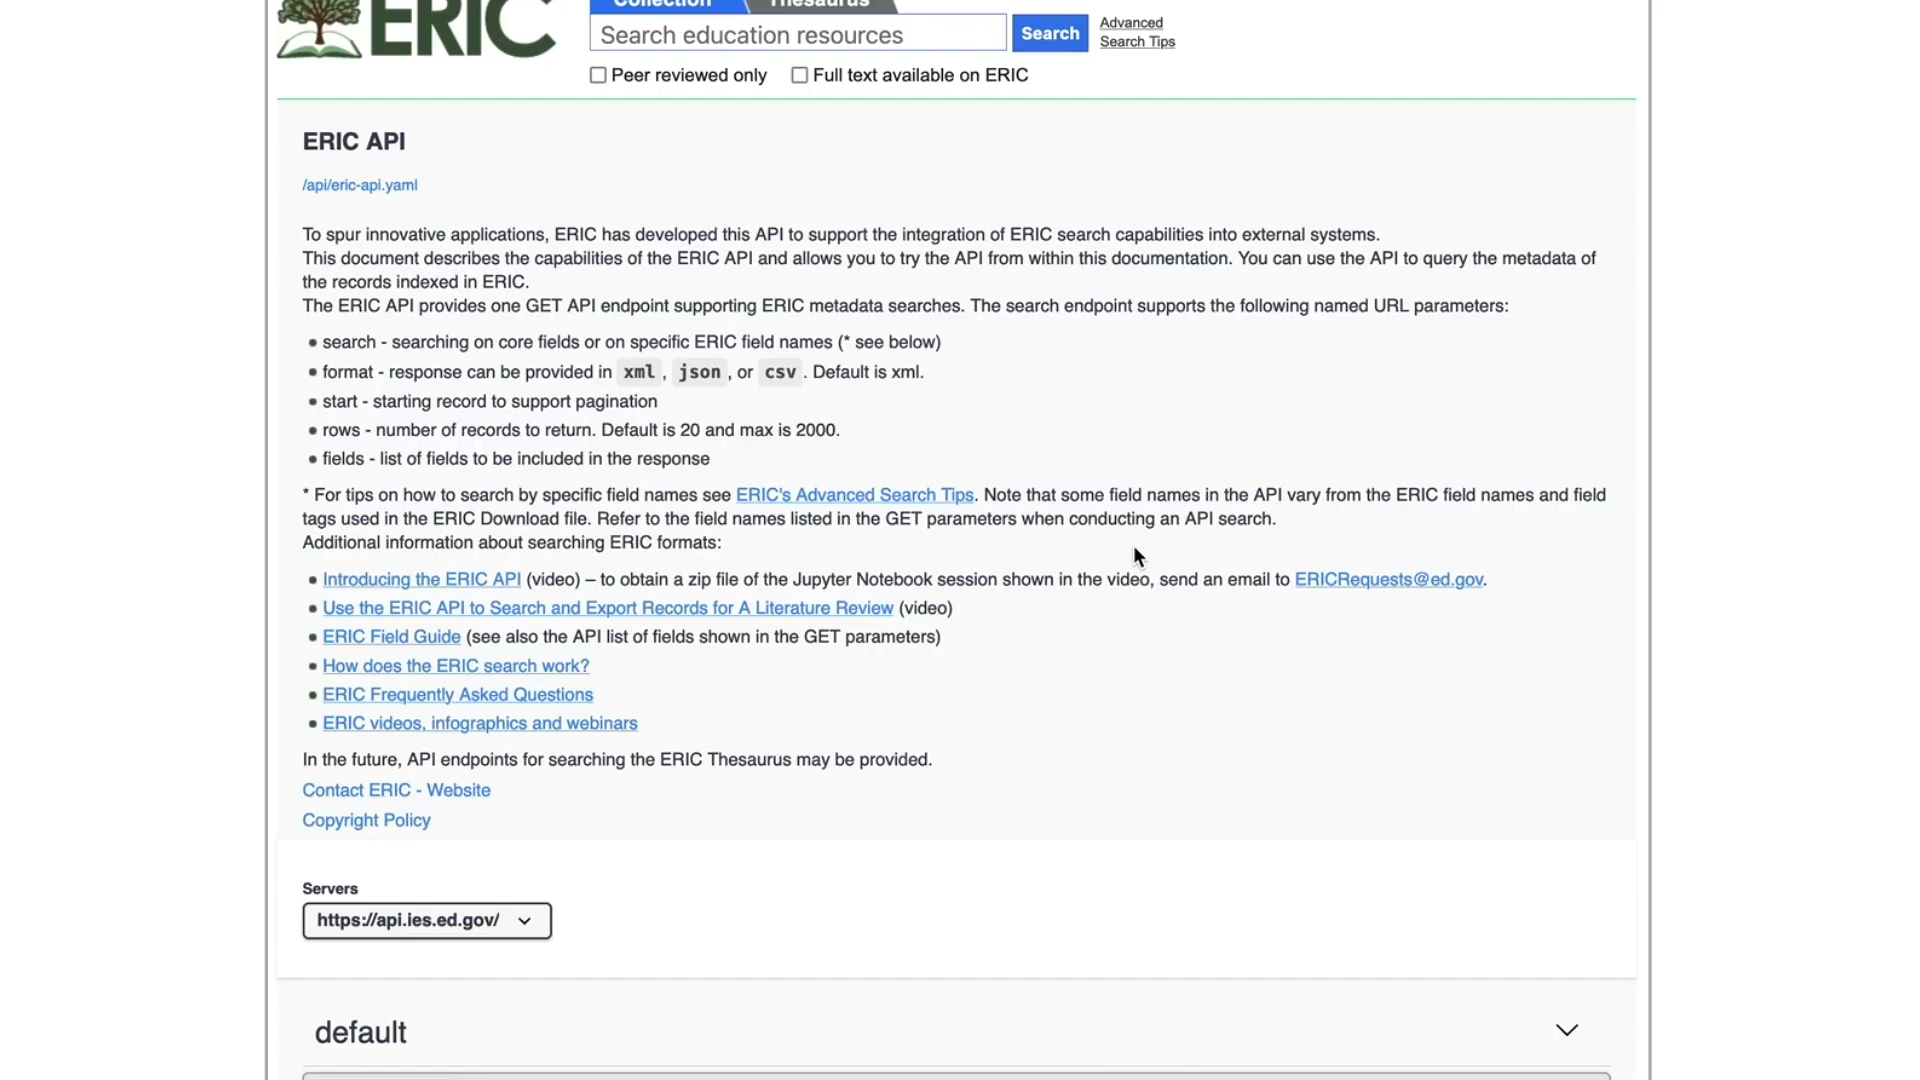 ERIC
Collection
Thesaurus
Search education resources
Search
Advanced
Search Tips
Peer reviewed only
Full text available on ERIC
ERIC API
/api/eric-api.yaml
To spur innovative applications, ERIC has developed this API to support the integration of ERIC search capabilities into external systems.
This document describes the capabilities of the ERIC API and allows you to try the API from within this documentation. You can use the API to query the metadata of
the records indexed in ERIC.
The ERIC API provides one GET API endpoint supporting ERIC metadata searches. The search endpoint supports the following named URL parameters:
• search - searching on core fields or on specific ERIC field names (* see below)
• format - response can be provided in xml , json , or csv . Default is xml.
• start - starting record to support pagination
• rows - number of records to return. Default is 20 and max is 2000.
• fields - list of fields to be included in the response
* For tips on how to search by specific field names see ERIC's Advanced Search Tips. Note that some field names in the API vary from the ERIC field names and field
tags used in the ERIC Download file. Refer to the field names listed in the GET parameters when conducting an API search.
Additional information about searching ERIC formats:
• Introducing the ERIC API (video) – to obtain a zip file of the Jupyter Notebook session shown in the video, send an email to ERICRequests@ed.gov.
• Use the ERIC API to Search and Export Records for A Literature Review (video)
• ERIC Field Guide (see also the API list of fields shown in the GET parameters)
• How does the ERIC search work?
• ERIC Frequently Asked Questions
• ERIC videos, infographics and webinars
In the future, API endpoints for searching the ERIC Thesaurus may be provided.
Contact ERIC - Website
Copyright Policy
Servers
https://api.ies.ed.gov/
default